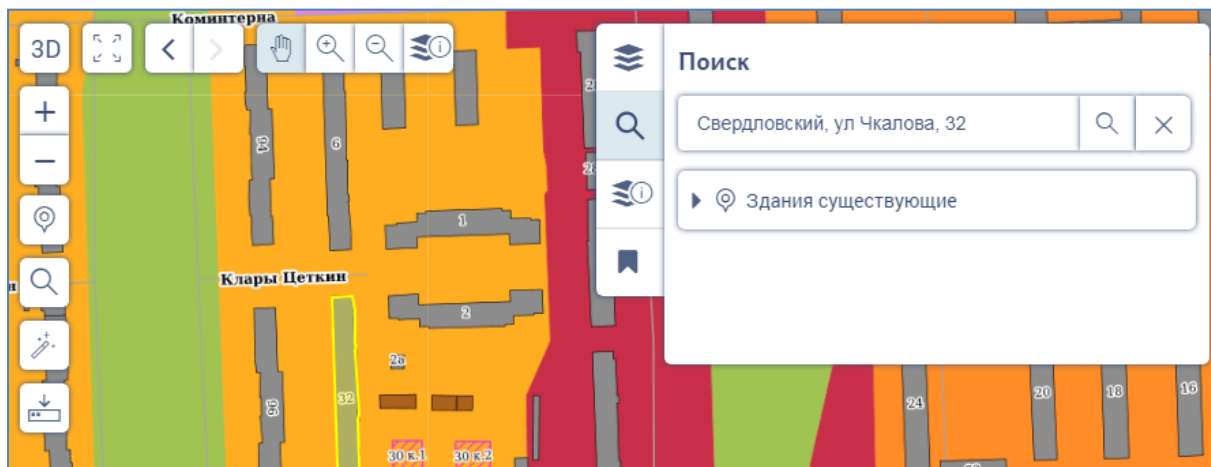 Коминтерна
3D
Поиск
Свердловский, ул Чкалова, 32
Здания существующие
6
1
Клары Цеткин
2
2а
32
30 к.1
30 к.2
24
20
18
16